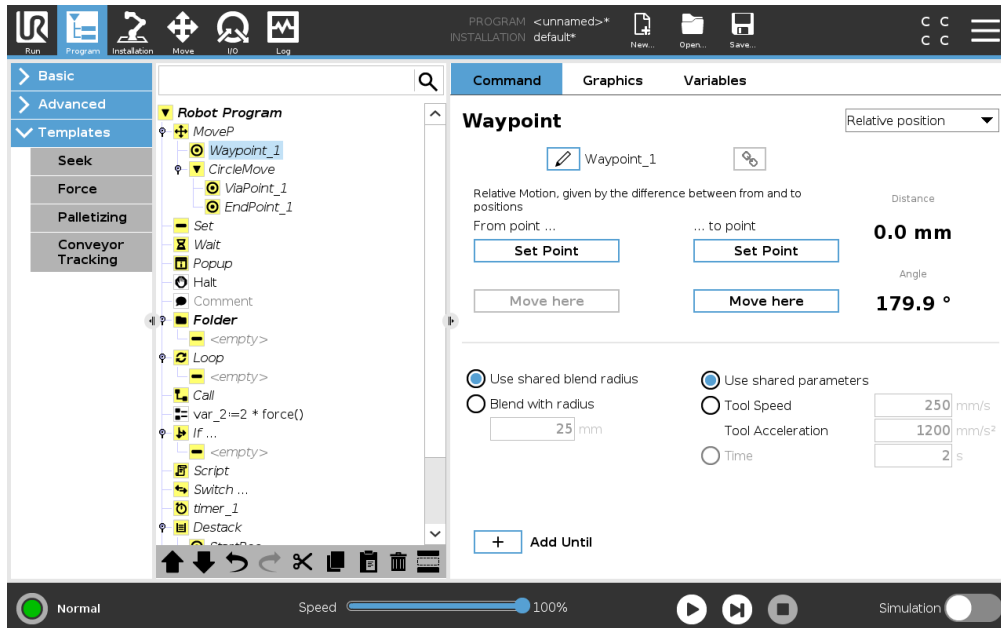 PROGRAM <unnamed>*
INSTALLATION default*
Run
Program
Installation
Move
I/O
Log
New...
Open...
Save...
C C
C C
Basic
Advanced
Templates
Seek
Force
Palletizing
Conveyor
Tracking
Robot Program
MoveP
Waypoint_1
CircleMove
ViaPoint_1
EndPoint_1
Set
Wait
Popup
Halt
Comment
Folder
<empty>
Loop
<empty>
Call
var_2:=2 * force()
If ...
<empty>
Script
Switch ...
timer_1
Destack
Command
Graphics
Variables
Waypoint
Relative position
Waypoint_1
Relative Motion, given by the difference between from and to
positions
From point ...
... to point
Set Point
Set Point
Move here
Move here
Distance
0.0 mm
Angle
179.9 °
Use shared blend radius
Blend with radius
25 mm
Use shared parameters
Tool Speed
250 mm/s
Tool Acceleration
1200 mm/s²
Time
2 s
+ Add Until
Normal
Speed
100%
Simulation